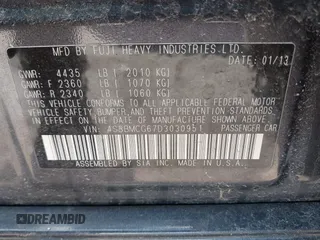 MFD BY FUJI HEAVY INDUSTRIES.LTD.
DATE: 01/13
GVWR: 4435 LB( 2010 KG)
GAWR: F 2360 LB( 1070 KG)
GAWR: R 2340 LB( 1060 KG)
THIS VEHICLE CONFORMS TO ALL APPLICABLE FEDERAL MOTOR
VEHICLE SAFETY, BUMPER, AND THEFT PREVENTION STANDARDS
IN EFFECT ON THE DATE OF MANUFACTURE SHOWN ABOVE.
VIN: 4S3BMCG67D3030951 PASSENGER CAR
ASSEMBLED BY SIA INC. IN U.S.A.
DREAMBID